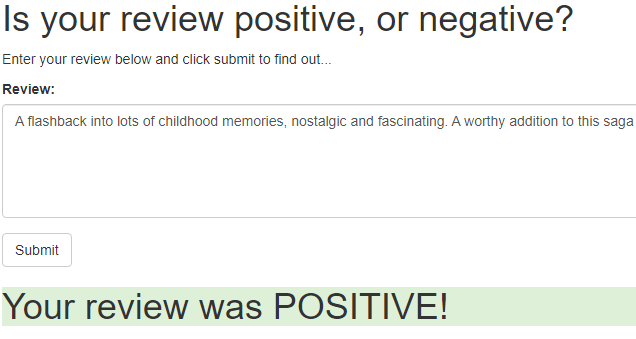 Is your review positive, or negative?
Enter your review below and click submit to find out...
Review:
A flashback into lots of childhood memories, nostalgic and fascinating. A worthy addition to this saga
Submit
Your review was POSITIVE!